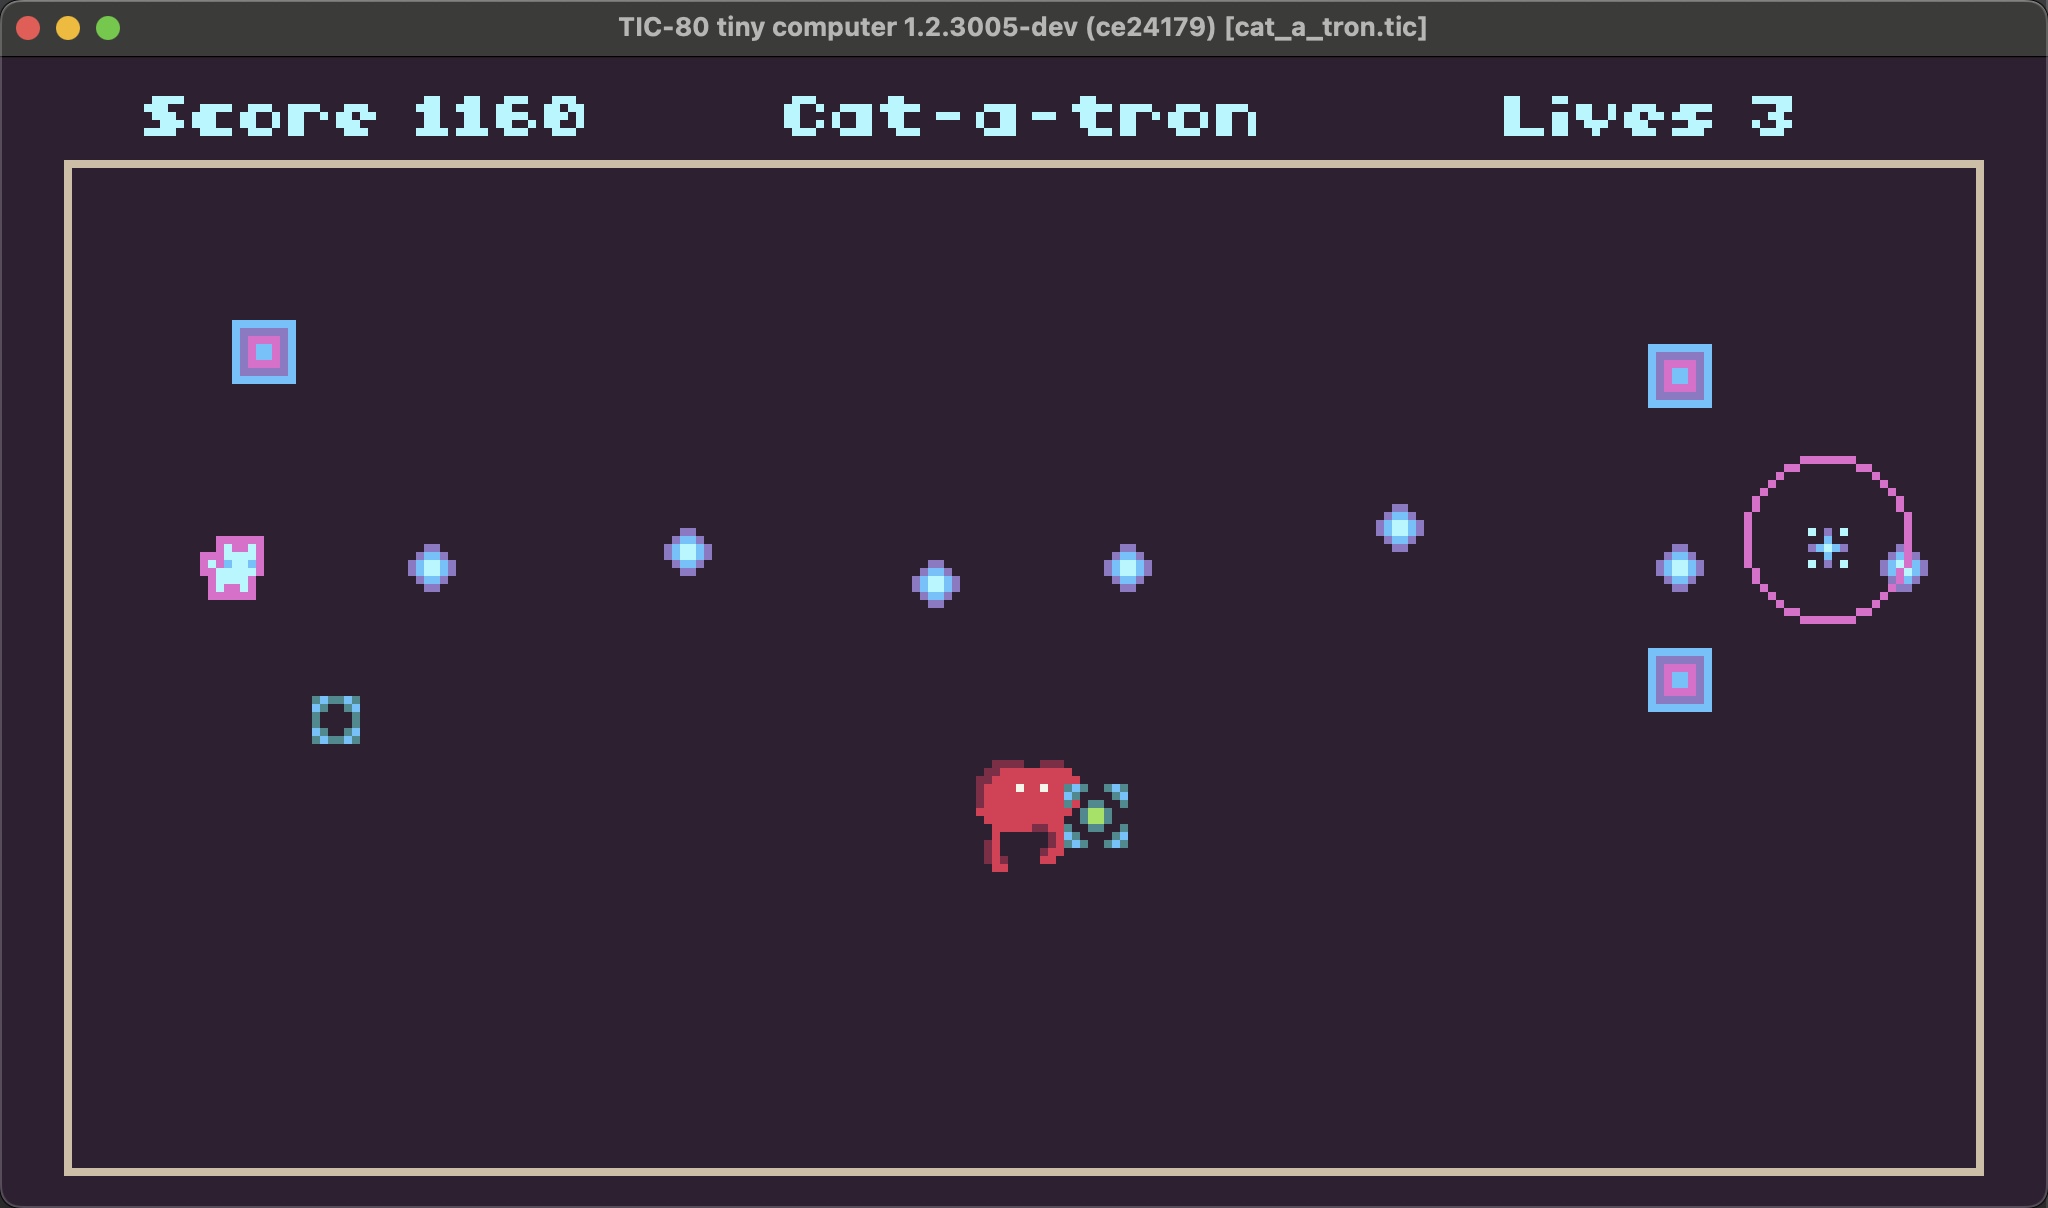 TIC-80 tiny computer 1.2.3005-dev (ce24179) [cat_a_tron.tic]
Score 1160 Cat-a-tron Lives 3